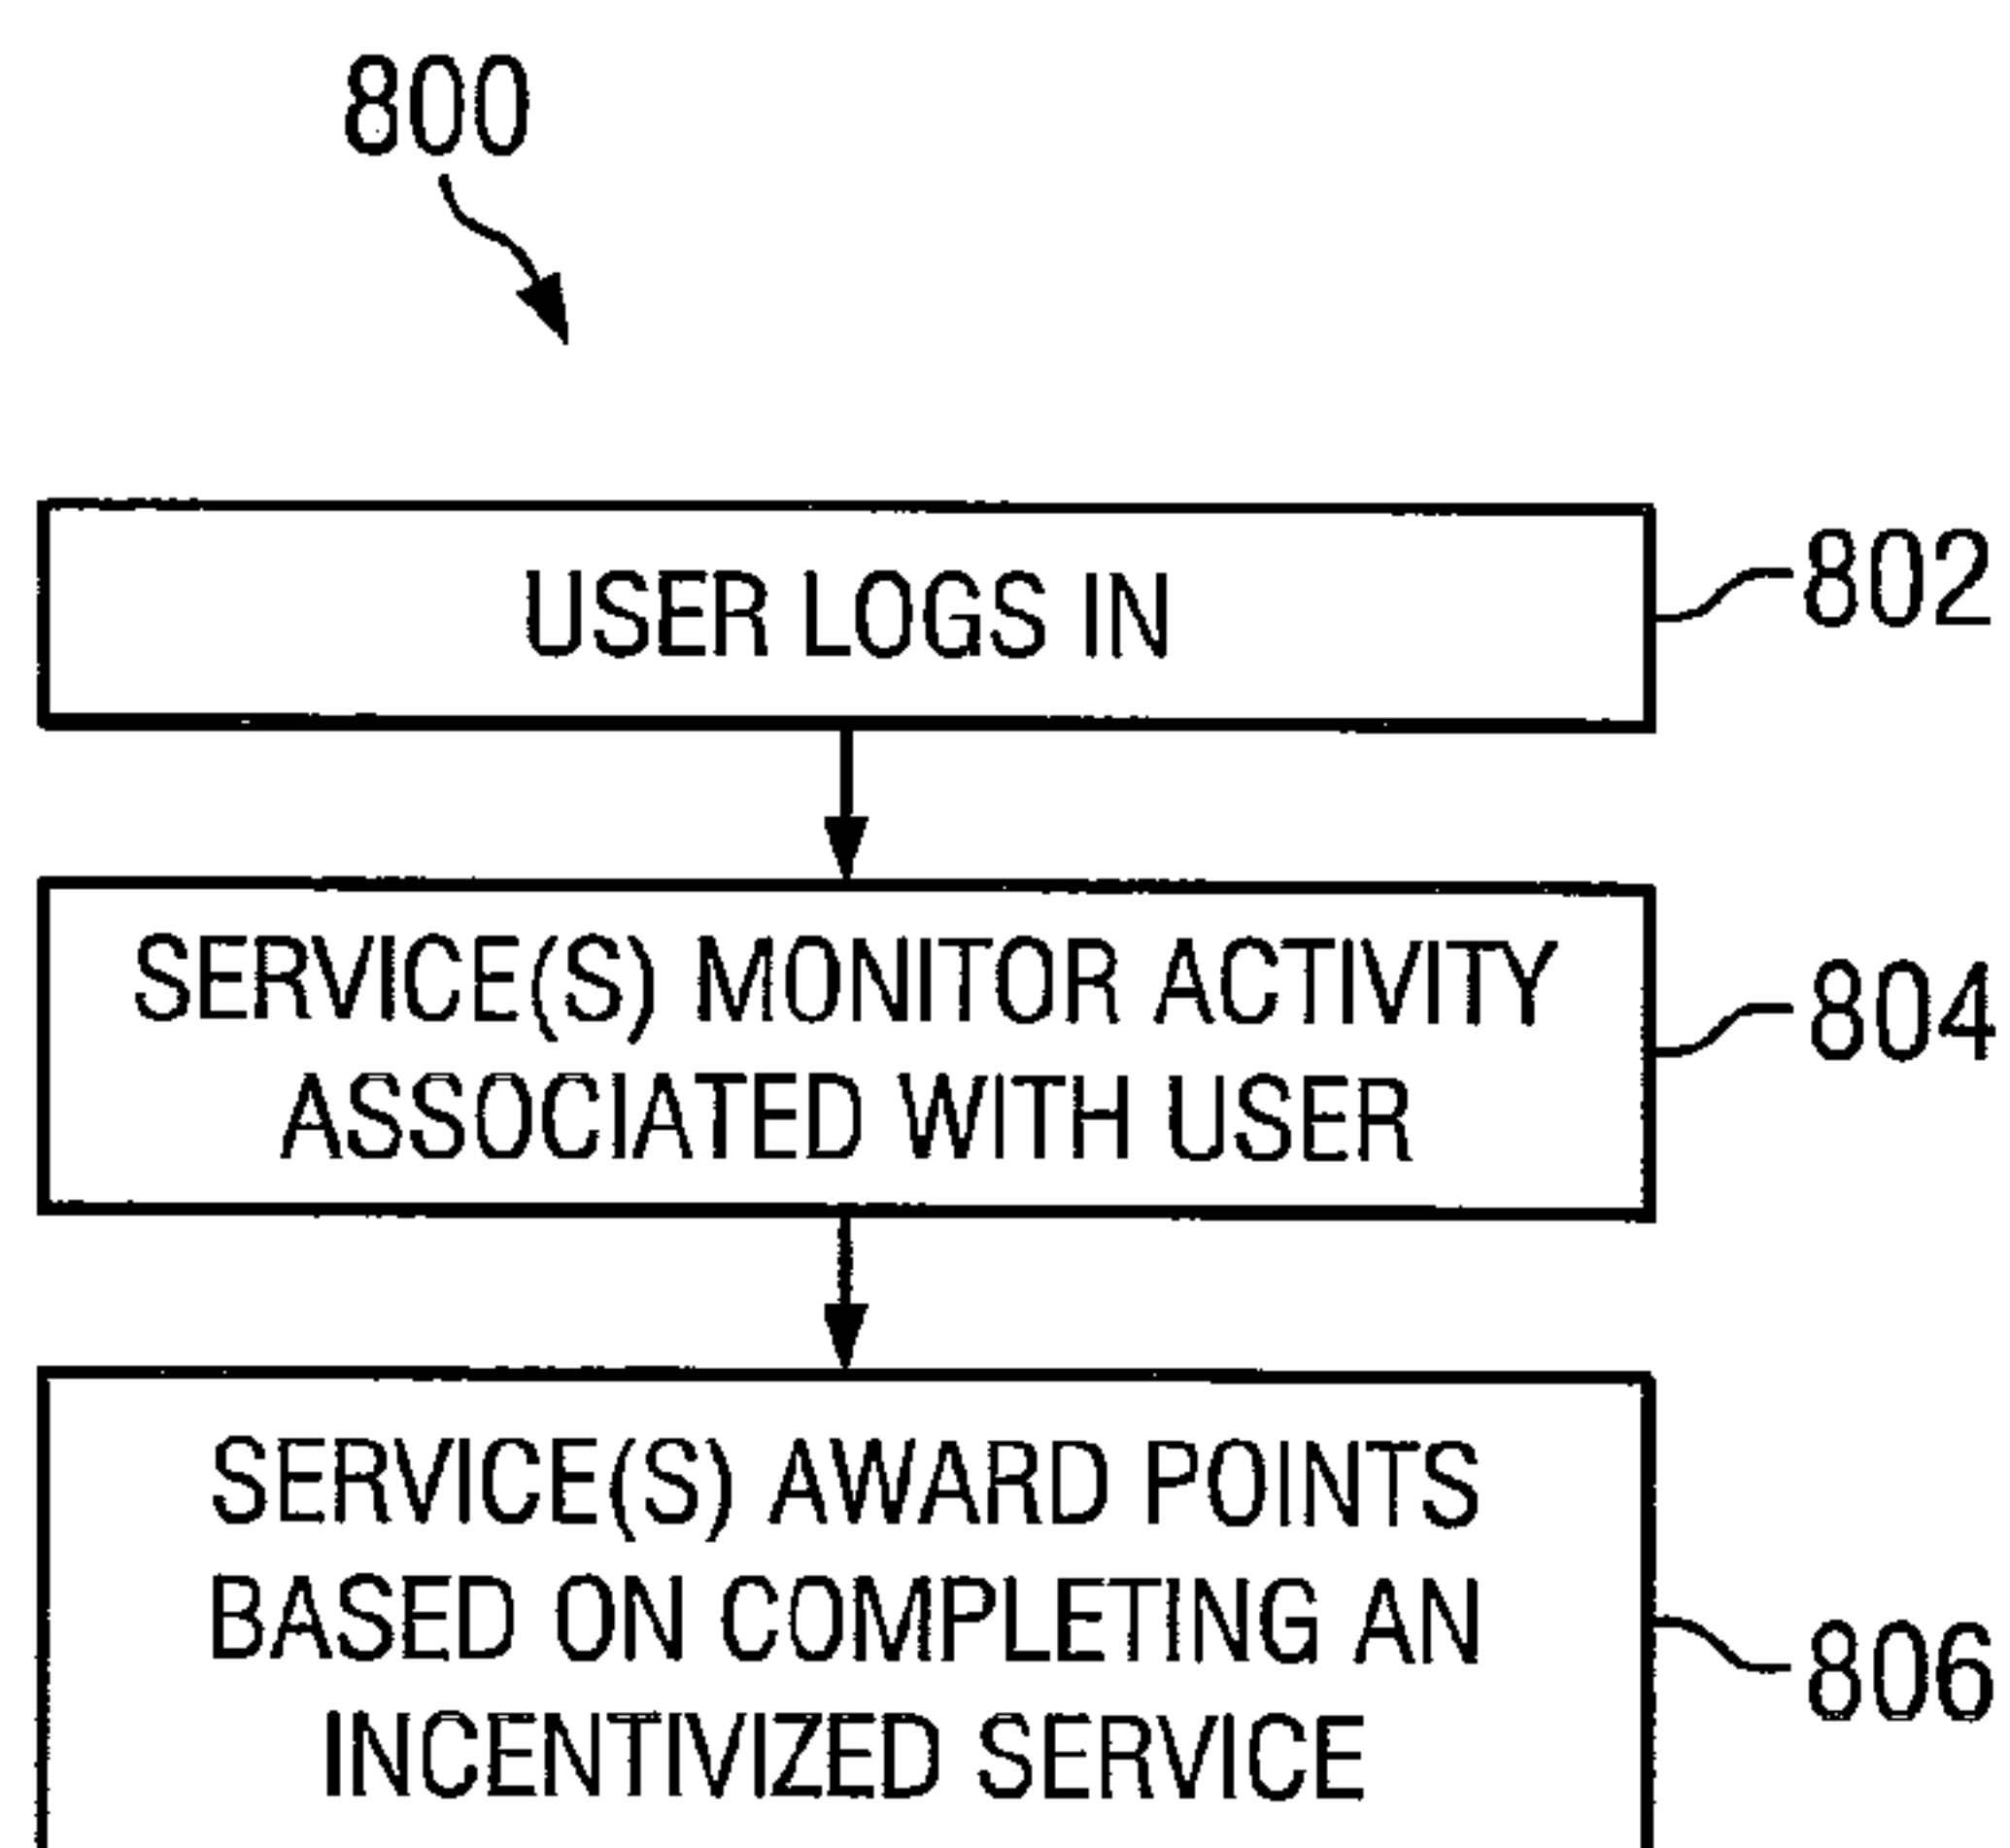 800
USER LOGS IN
802
SERVICE(S) MONITOR ACTIVITY
ASSOCIATED WITH USER
804
SERVICE(S) AWARD POINTS
BASED ON COMPLETING AN
INCENTIVIZED SERVICE
806